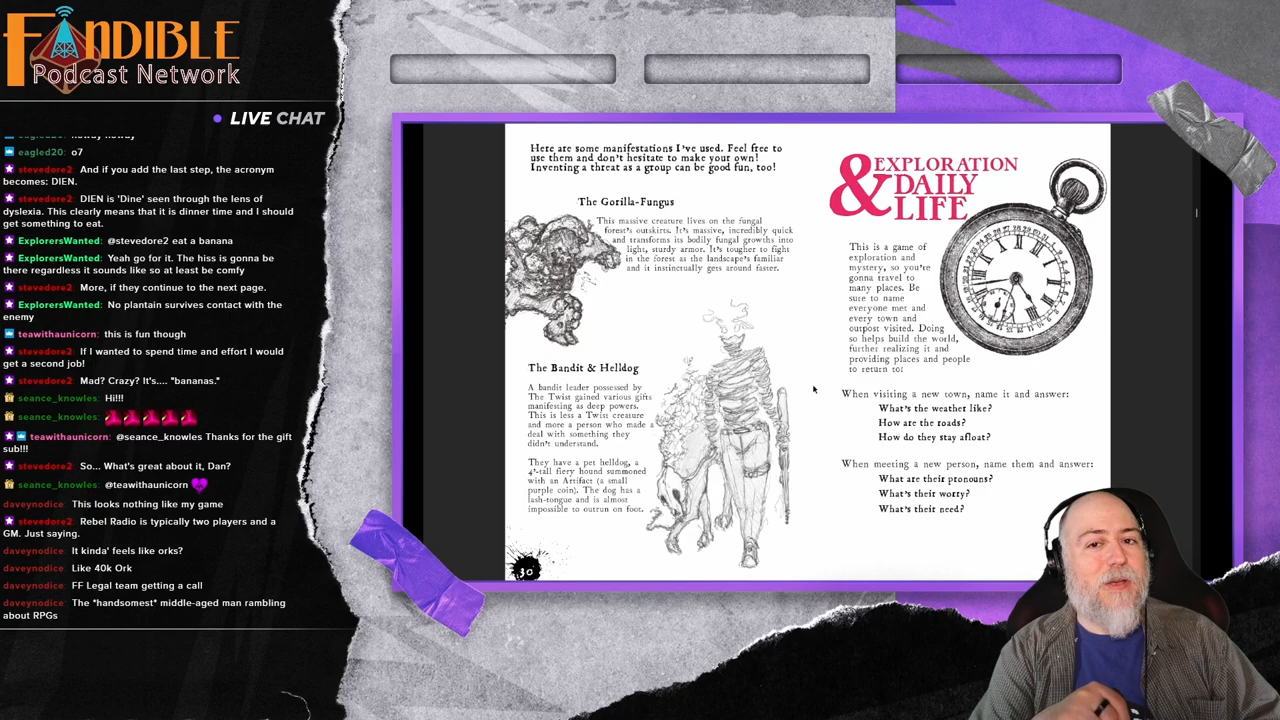 FANDIBLE
Podcast Network
LIVE CHAT
eagled20: howdy howdy
eagled20: o7
stevedore2: And if you add the last step, the acronym
becomes: DIEN.
stevedore2: DIEN is 'Dine' seen through the lens of
dyslexia. This clearly means that it is dinner time and I should
get something to eat.
ExplorersWanted: @stevedore2 eat a banana
ExplorersWanted: Yeah go for it. The hiss is gonna be
there regardless it sounds like so at least be comfy
stevedore2: More, if they continue to the next page.
ExplorersWanted: No plantain survives contact with the
enemy
teawithaunicorn: this is fun though
stevedore2: If I wanted to spend time and effort I would
get a second job!
stevedore2: Mad? Crazy? It's.... "bananas."
seance_knowles: Hi!!!
seance_knowles:
teawithaunicorn: @seance_knowles Thanks for the gift
sub!!!
stevedore2: So... What's great about it, Dan?
seance_knowles: @teawithaunicorn
daveynodice: This looks nothing like my game
stevedore2: Rebel Radio is typically two players and a
GM. Just saying.
daveynodice: It kinda' feels like orks?
daveynodice: Like 40k Ork
daveynodice: FF Legal team getting a call
daveynodice: The *handsomest* middle-aged man rambling
about RPGs
Here are some manifestations I've used. Feel free to
use them and don't hesitate to make your own!
Inventing a threat as a group can be good fun, too!
The Gorilla-Fungus
This massive creature lives on the fungal
forest's outskirts. It's massive, incredibly quick
and transforms its bodily fungal growths into
light, sturdy armor. It's tougher to fight
in the forest as the landscape's familiar
and it instinctually gets around faster.
The Bandit & Helldog
A bandit leader possessed by
The Twist gained various gifts
manifesting as deep powers.
This is less a Twist creature
and more a person who made a
deal with something they
didn't understand.
They have a pet helldog, a
4'-tall fiery hound summoned
with an Artifact (a small
purple coin). The dog has a
lash-tongue and is almost
impossible to outrun on foot.
30
& EXPLORATION
DAILY
LIFE
This is a game of
exploration and
mystery, so you're
gonna travel to
many places. Be
sure to name
everyone met and
every town and
outpost visited. Doing
so helps build the world,
further realizing it and
providing places and people
to return to:
When visiting a new town, name it and answer:
What's the weather like?
How are the roads?
How do they stay afloat?
When meeting a new person, name them and answer:
What are their pronouns?
What's their worry?
What's their need?